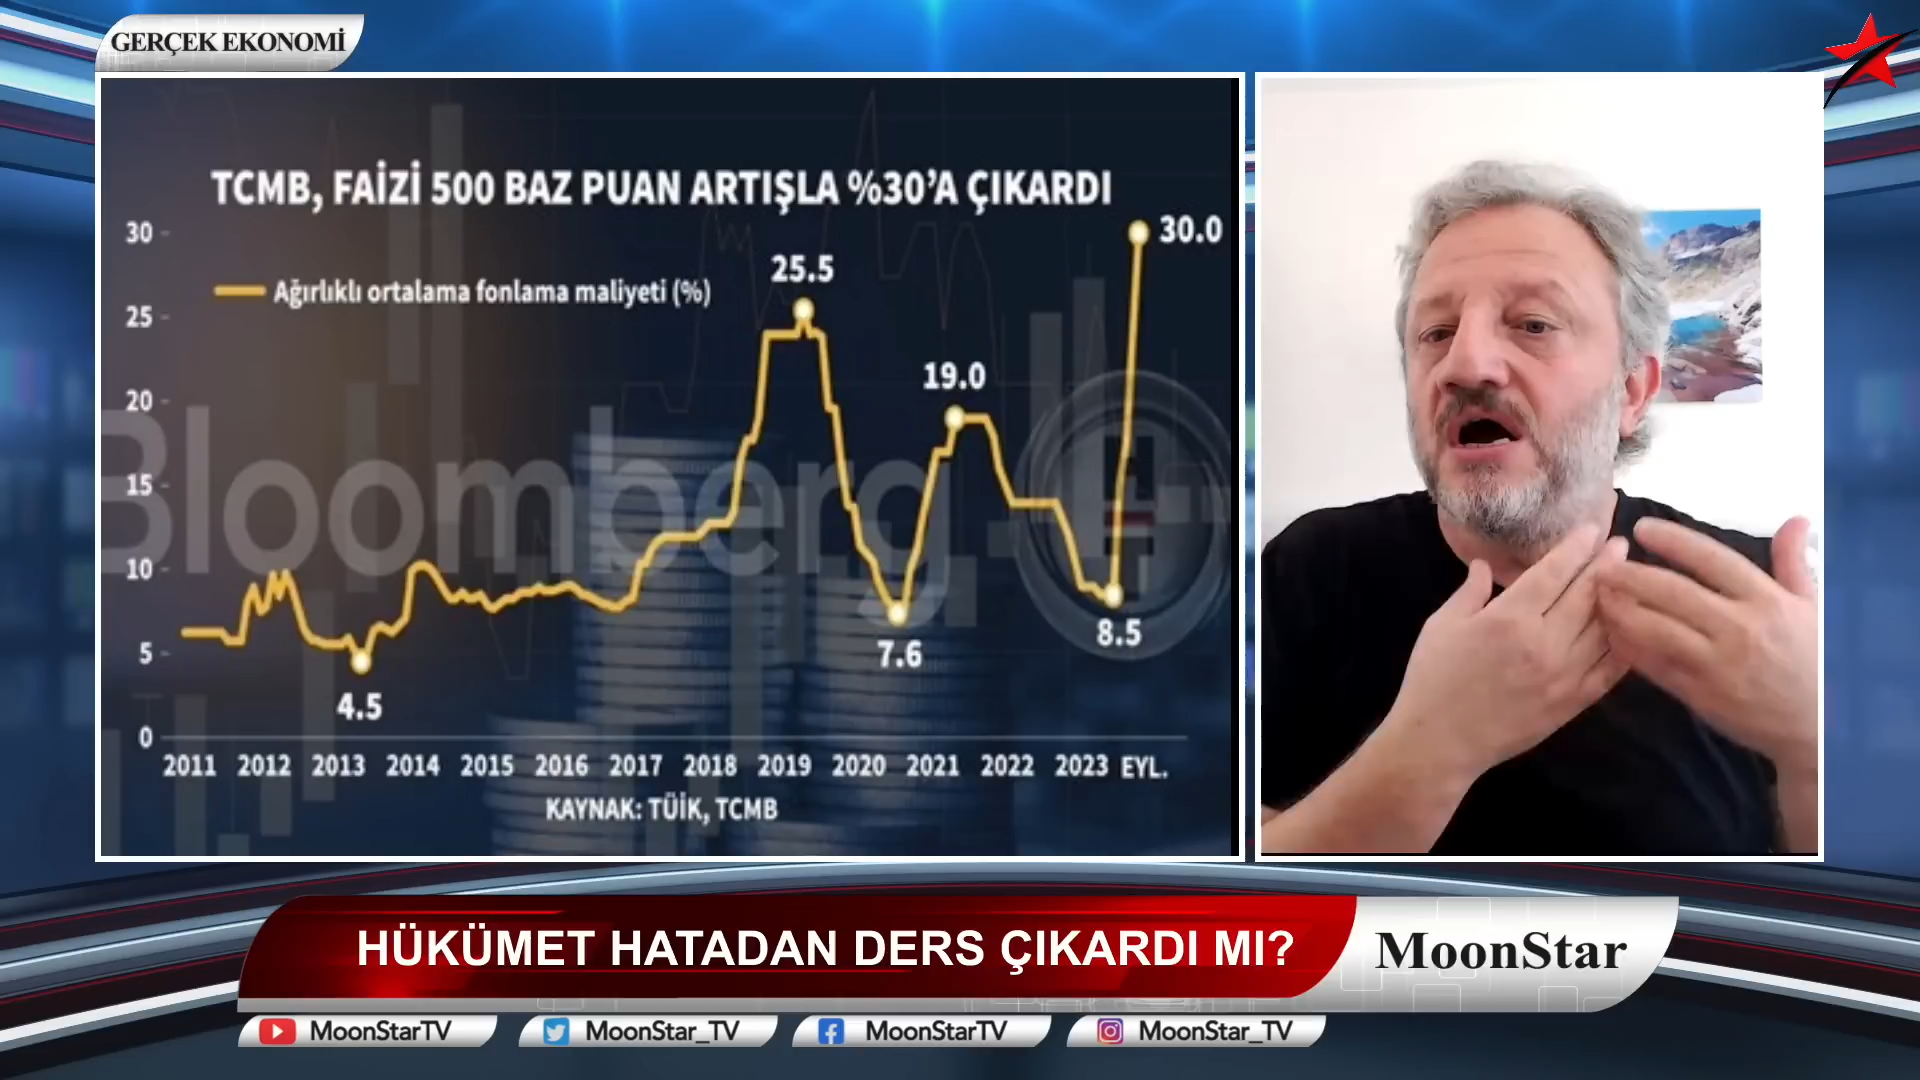 GERÇEK EKONOMİ
TCMB, FAİZİ 500 BAZ PUAN ARTIŞLA %30'A ÇIKARDI
30
25
20
15
10
5
0
Ağırlıklı ortalama fonlama maliyeti (%)
4.5
25.5
7.6
19.0
8.5
30.0
2011 2012 2013 2014 2015 2016 2017 2018 2019 2020 2021 2022 2023 EYL.
KAYNAK: TÜİK, TCMB
Bloomberg H
HÜKÜMET HATADAN DERS ÇIKARDI MI?
MoonStar
MoonStarTV MoonStar_TV MoonStarTV MoonStar_TV